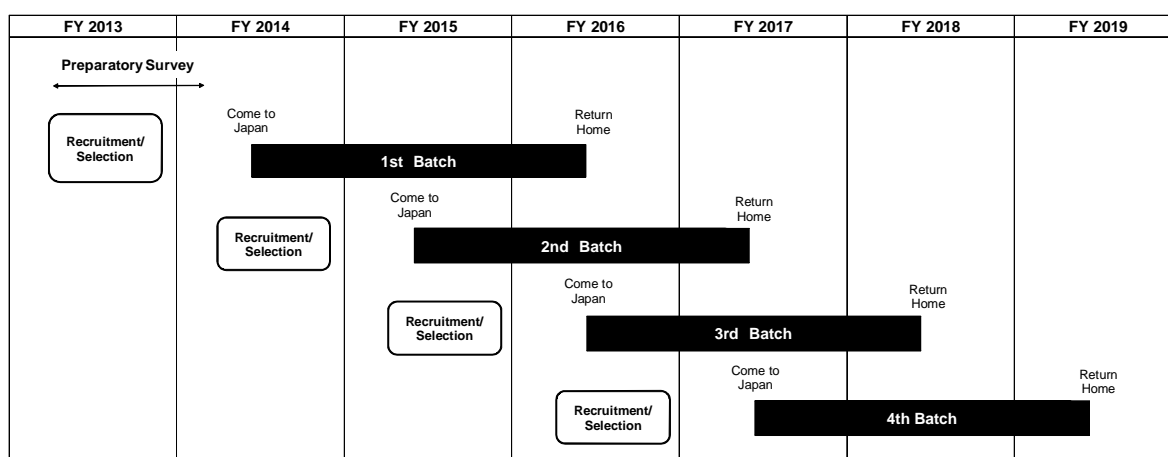 FY 2013 FY 2014 FY 2015 FY 2016 FY 2017 FY 2018 FY 2019
Preparatory Survey
Recruitment/
Selection
Come to
Japan
1st Batch
Return
Home
Recruitment/
Selection
Come to
Japan
2nd Batch
Return
Home
Recruitment/
Selection
Come to
Japan
3rd Batch
Return
Home
Recruitment/
Selection
Come to
Japan
4th Batch
Return
Home